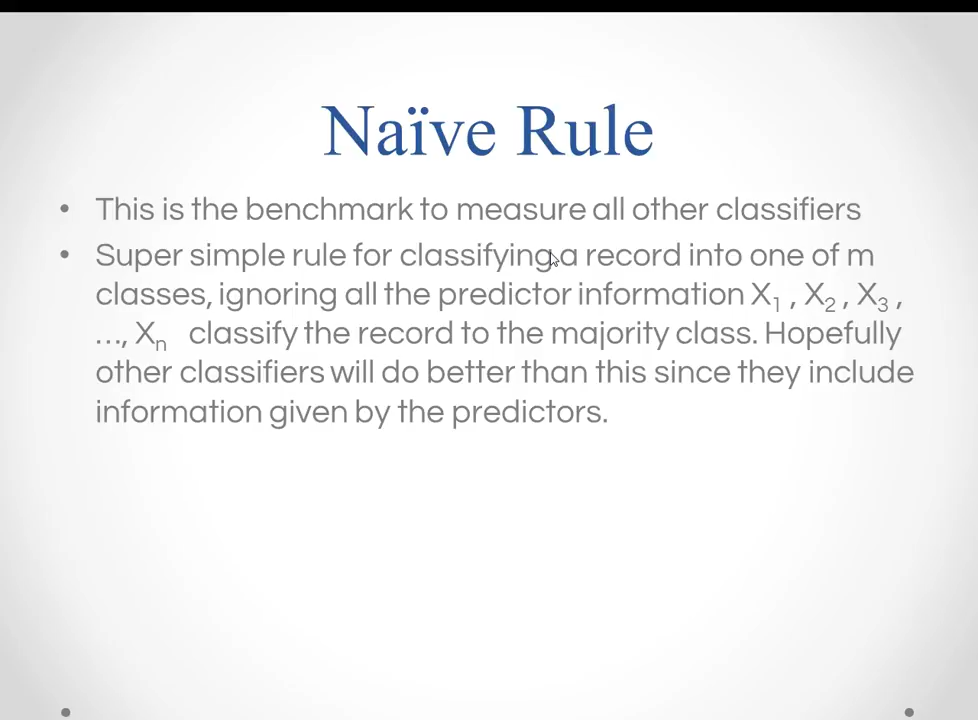 Naïve Rule
• This is the benchmark to measure all other classifiers
• Super simple rule for classifying a record into one of m
classes, ignoring all the predictor information X₁ , X₂ , X₃ ,
…, Xₙ classify the record to the majority class. Hopefully
other classifiers will do better than this since they include
information given by the predictors.